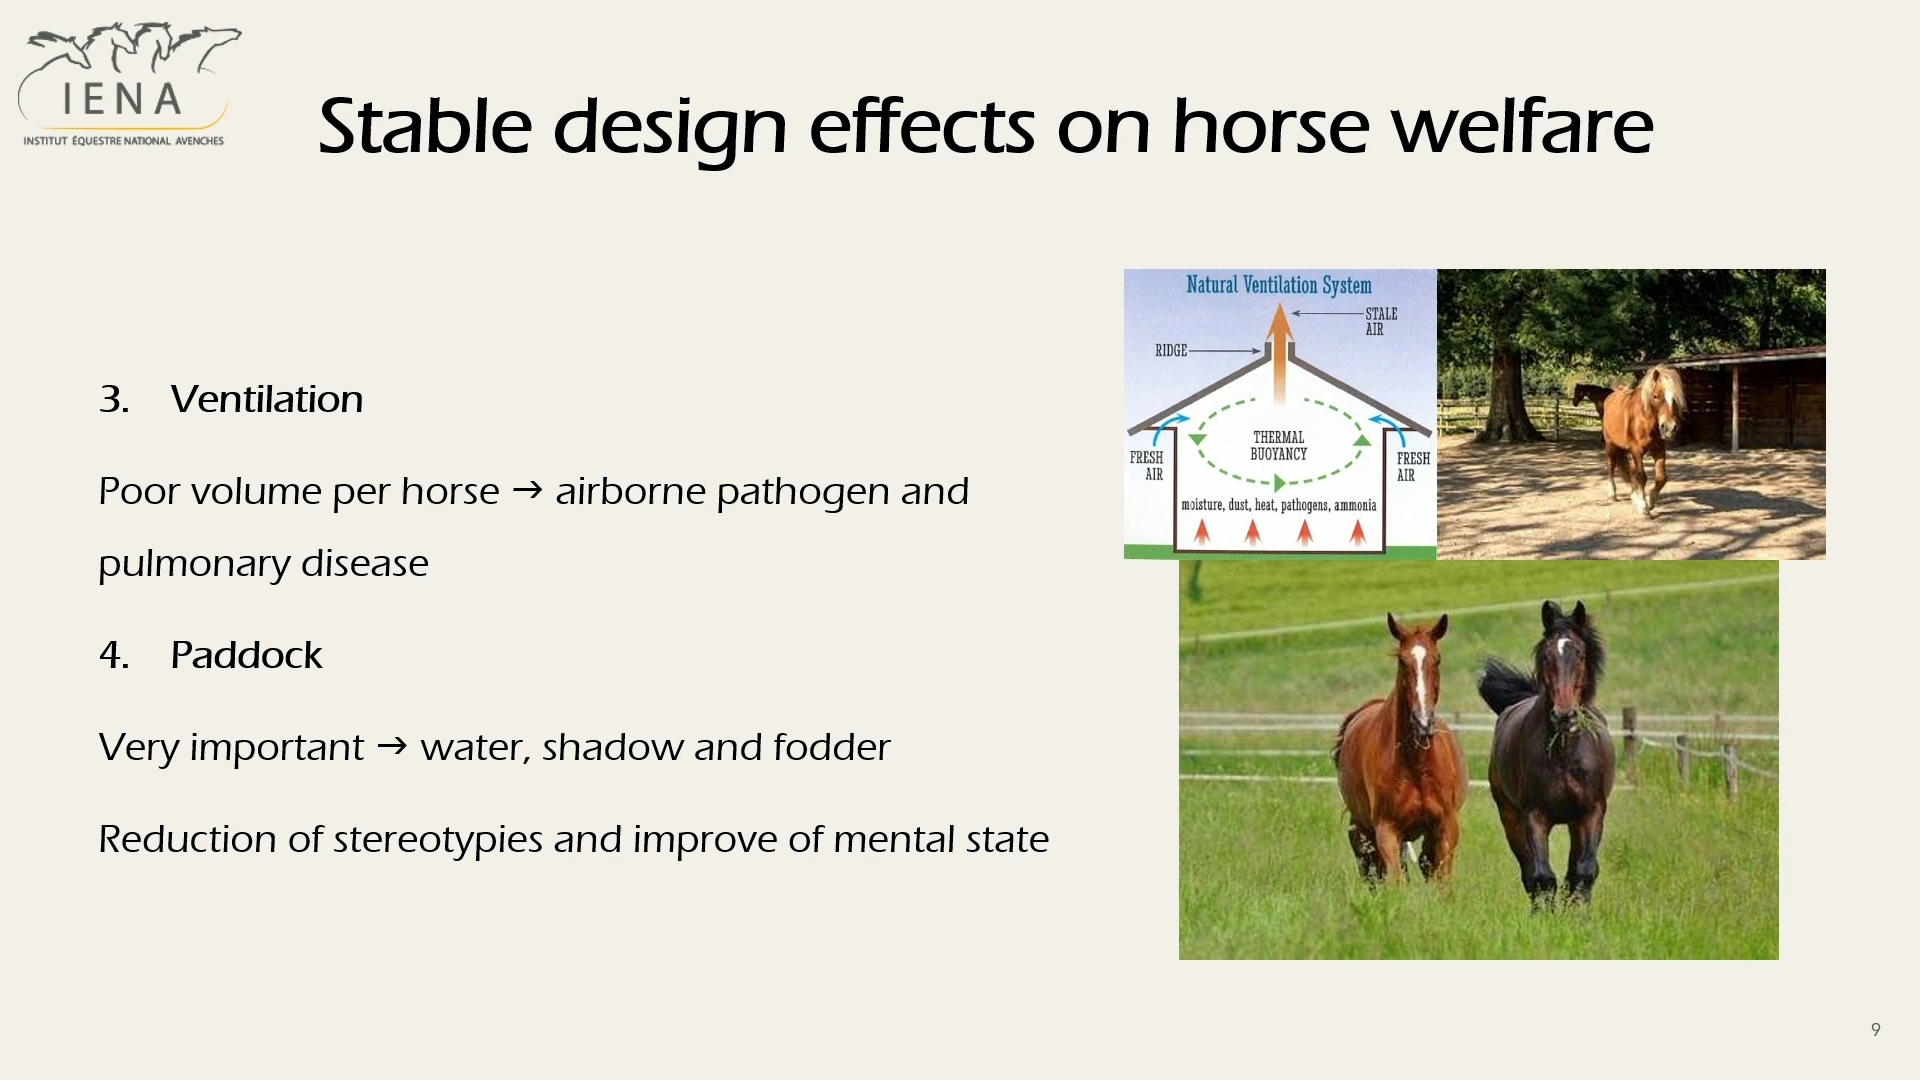 IENA
INSTITUT ÉQUESTRE NATIONAL AVENCHES
Stable design effects on horse welfare
3. Ventilation
Poor volume per horse → airborne pathogen and
pulmonary disease
4. Paddock
Very important → water, shadow and fodder
Reduction of stereotypies and improve of mental state
Natural Ventilation System
STALE
AIR
RIDGE
THERMAL
BUOYANCY
FRESH
AIR
FRESH
AIR
moisture, dust, heat, pathogens, ammonia
9